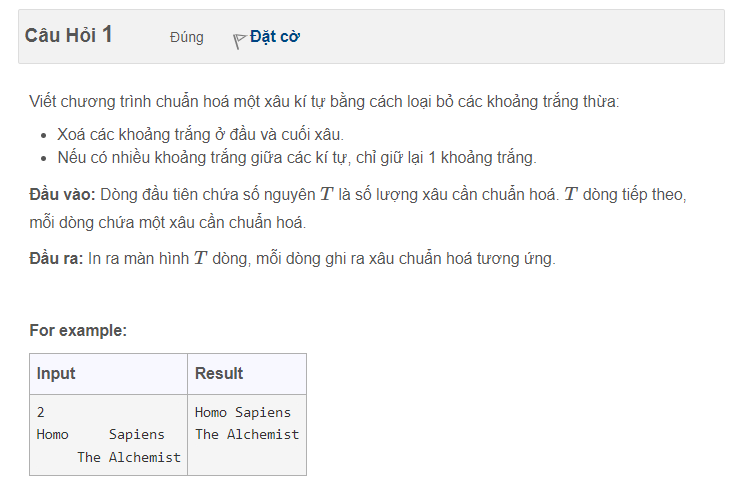 Câu Hỏi 1 Đúng Đặt cờ
Viết chương trình chuẩn hoá một xâu kí tự bằng cách loại bỏ các khoảng trắng thừa:
• Xoá các khoảng trắng ở đầu và cuối xâu.
• Nếu có nhiều khoảng trắng giữa các kí tự, chỉ giữ lại 1 khoảng trắng.
Đầu vào: Dòng đầu tiên chứa số nguyên T là số lượng xâu cần chuẩn hoá. T dòng tiếp theo,
mỗi dòng chứa một xâu cần chuẩn hoá.
Đầu ra: In ra màn hình T dòng, mỗi dòng ghi ra xâu chuẩn hoá tương ứng.
For example:
Input Result
2
Homo     Sapiens
     The Alchemist
Homo Sapiens
The Alchemist